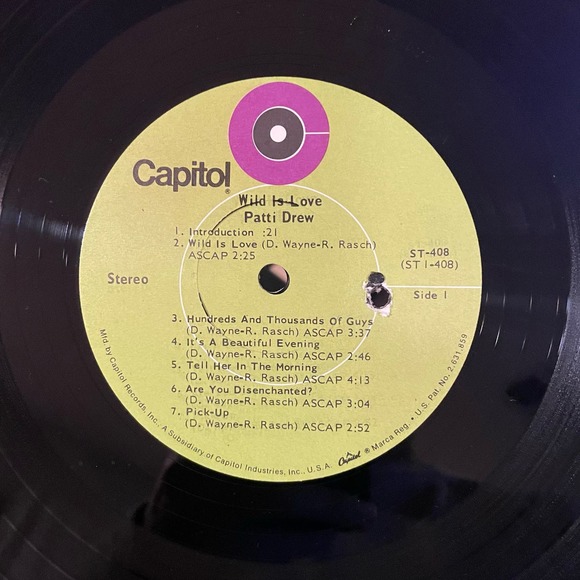 Capitol
®
Wild Is Love
Patti Drew
1. Introduction :21
2. Wild Is Love (D. Wayne-R. Rasch)
ASCAP 2:25
ST-408
(ST 1-408)
Stereo
Side 1
3. Hundreds And Thousands Of Guys
(D. Wayne-R. Rasch) ASCAP 3:37
4. It's A Beautiful Evening
(D. Wayne-R. Rasch) ASCAP 2:46
5. Tell Her In The Morning
(D. Wayne-R. Rasch) ASCAP 4:13
6. Are You Disenchanted?
(D. Wayne-R. Rasch) ASCAP 3:04
7. Pick-Up
(D. Wayne-R. Rasch) ASCAP 2:52
Mfd. by Capitol Records, Inc., A Subsidiary of Capitol Industries, Inc., U.S.A. Capitol ® Marca Reg. • U.S. Pat. No. 2,631,859